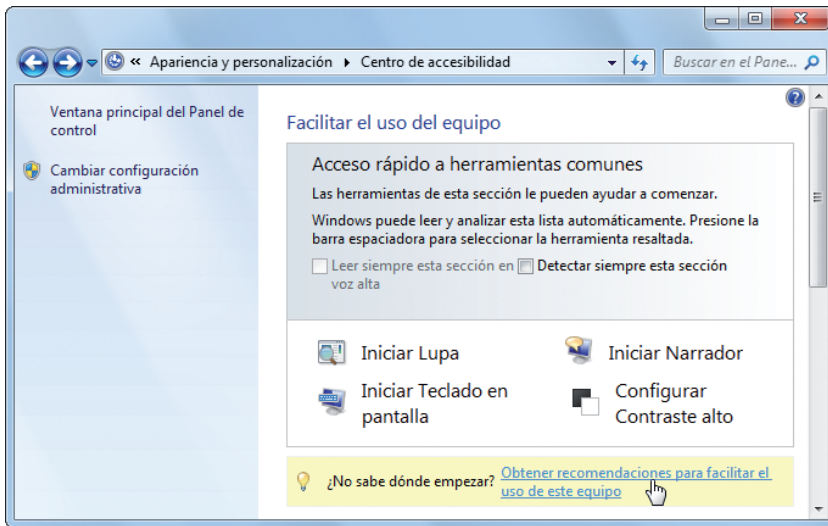 « Apariencia y personalización ▸ Centro de accesibilidad
Buscar en el Pane...
Ventana principal del Panel de
control
Cambiar configuración
administrativa
Facilitar el uso del equipo
Acceso rápido a herramientas comunes
Las herramientas de esta sección le pueden ayudar a comenzar.
Windows puede leer y analizar esta lista automáticamente. Presione la
barra espaciadora para seleccionar la herramienta resaltada.
Leer siempre esta sección en Detectar siempre esta sección
voz alta
Iniciar Lupa
Iniciar Narrador
Iniciar Teclado en
pantalla
Configurar
Contraste alto
¿No sabe dónde empezar? Obtener recomendaciones para facilitar el
uso de este equipo